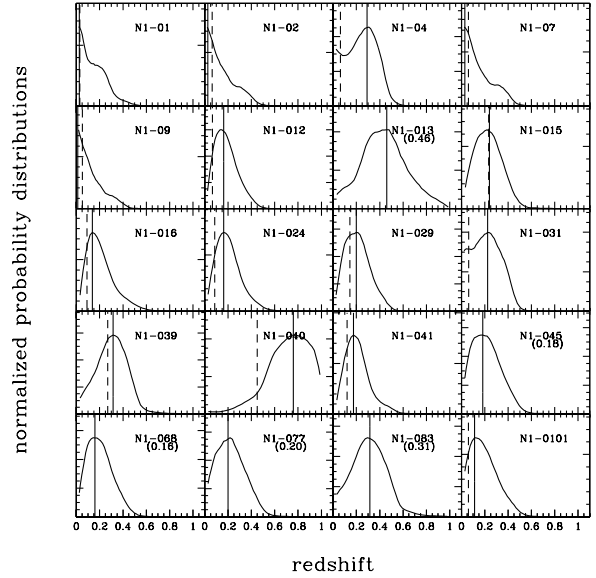 normalized probability distributions
N1-01
N1-02
N1-04
N1-07
N1-09
N1-012
N1-013
(0.46)
N1-015
N1-016
N1-024
N1-029
N1-031
N1-039
N1-040
N1-041
N1-045
(0.18)
N1-068
(0.16)
N1-077
(0.20)
N1-083
(0.31)
N1-0101
0 0.2 0.4 0.6 0.8 1
0.2 0.4 0.6 0.8 1
0.2 0.4 0.6 0.8 1
0.2 0.4 0.6 0.8 1
redshift